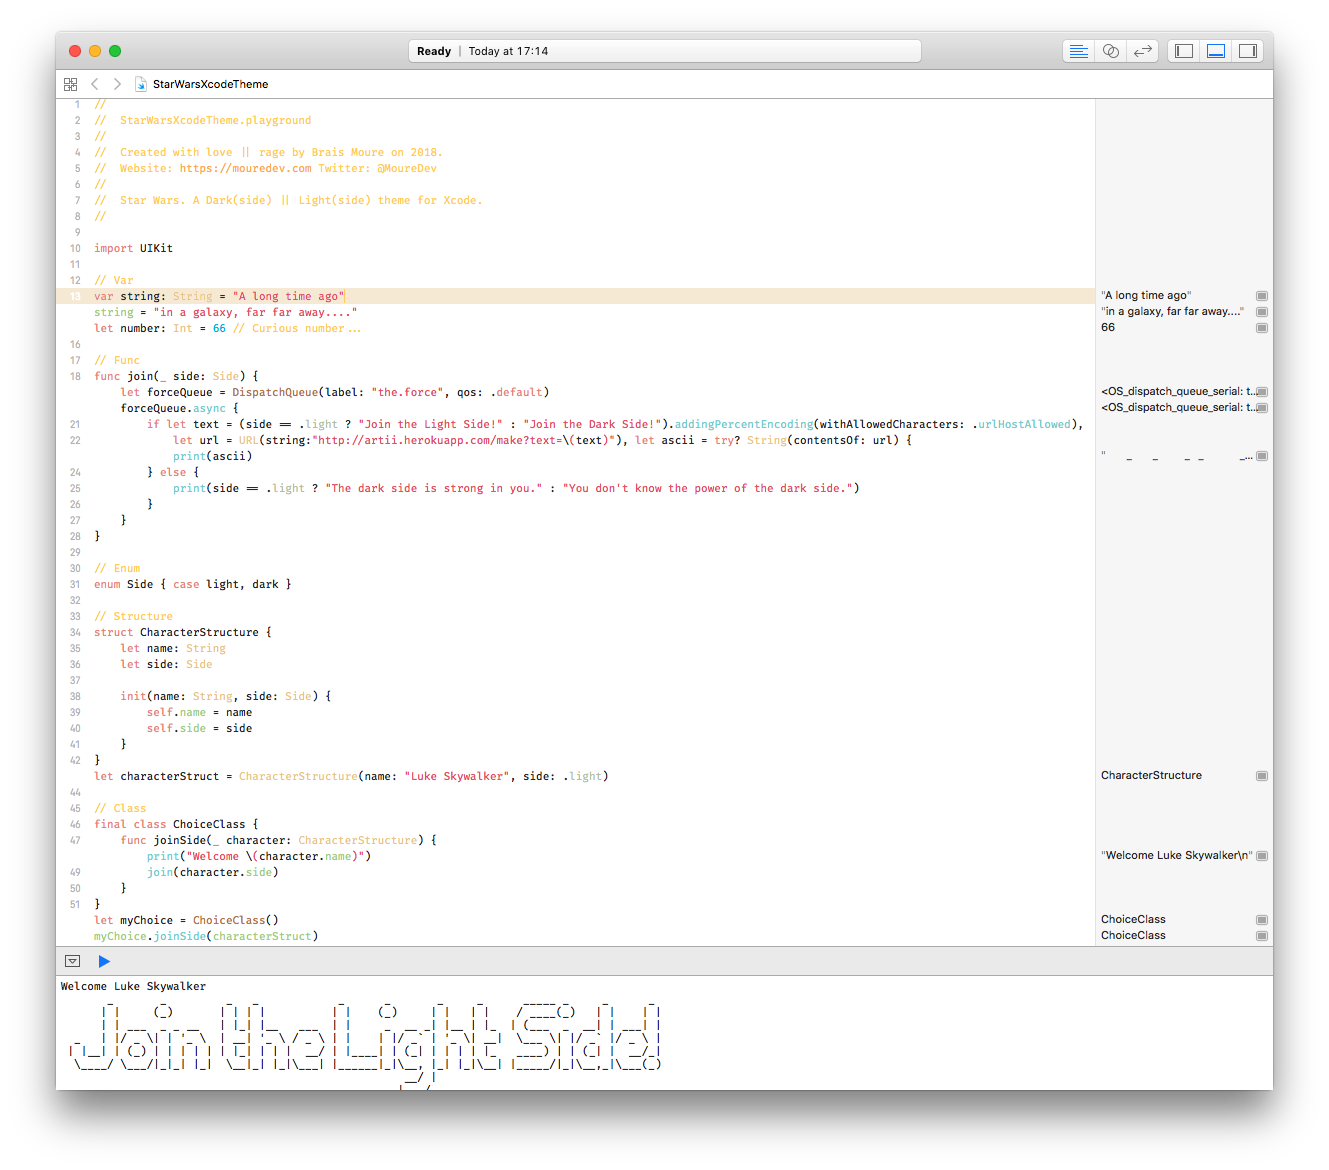 Ready | Today at 17:14
StarWarsXcodeTheme
1 //
2 //  StarWarsXcodeTheme.playground
3 //
4 //  Created with love || rage by Brais Moure on 2018.
5 //  Website: https://mouredev.com Twitter: @MoureDev
6 //
7 //  Star Wars. A Dark(side) || Light(side) theme for Xcode.
8 //
9
10 import UIKit
11
12 // Var
13 var string: String = "A long time ago" "A long time ago"
string = "in a galaxy, far far away...." "in a galaxy, far far away...."
let number: Int = 66 // Curious number... 66
16
17 // Func
18 func join(_ side: Side) {
    let forceQueue = DispatchQueue(label: "the.force", qos: .default) <OS_dispatch_queue_serial: t...
    forceQueue.async { <OS_dispatch_queue_serial: t...
21         if let text = (side == .light ? "Join the Light Side!" : "Join the Dark Side!").addingPercentEncoding(withAllowedCharacters: .urlHostAllowed),
22             let url = URL(string:"http://artii.herokuapp.com/make?text=\(text)"), let ascii = try? String(contentsOf: url) {
            print(ascii) "    _    _     _ _        _...
24         } else {
25             print(side == .light ? "The dark side is strong in you." : "You don't know the power of the dark side.")
26         }
27     }
28 }
29
30 // Enum
31 enum Side { case light, dark }
32
33 // Structure
34 struct CharacterStructure {
35     let name: String
36     let side: Side
37
38     init(name: String, side: Side) {
39         self.name = name
40         self.side = side
41     }
42 }
let characterStruct = CharacterStructure(name: "Luke Skywalker", side: .light) CharacterStructure
44
45 // Class
46 final class ChoiceClass {
47     func joinSide(_ character: CharacterStructure) {
        print("Welcome \(character.name)") "Welcome Luke Skywalker\n"
49         join(character.side)
50     }
51 }
let myChoice = ChoiceClass() ChoiceClass
myChoice.joinSide(characterStruct) ChoiceClass
Welcome Luke Skywalker
Join the Light Side!